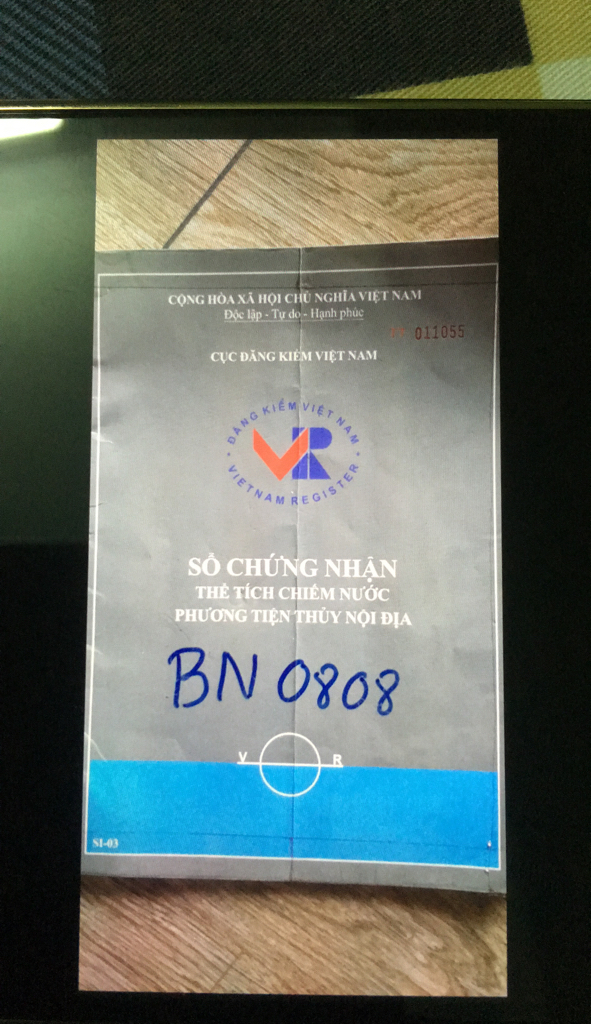 CỘNG HÒA XÃ HỘI CHỦ NGHĨA VIỆT NAM
Độc lập - Tự do - Hạnh phúc
011055
CỤC ĐĂNG KIỂM VIỆT NAM
ĐĂNG KIỂM VIỆT NAM
VR
VIETNAM REGISTER
SỔ CHỨNG NHẬN
THỂ TÍCH CHIẾM NƯỚC
PHƯƠNG TIỆN THỦY NỘI ĐỊA
BN 0808
V R
SI-03